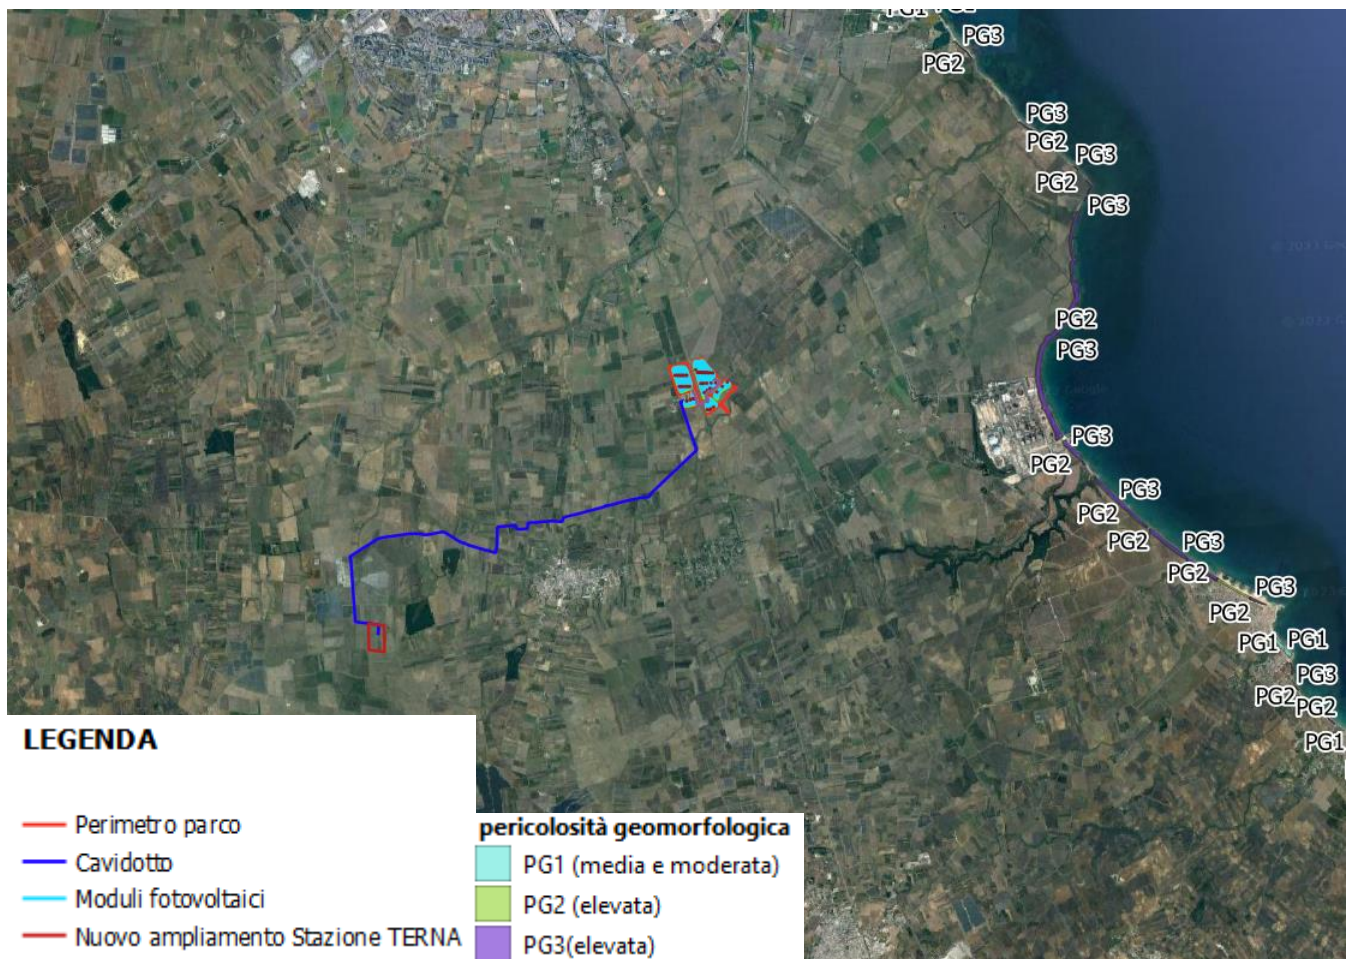 PG3
PG2
PG3
PG2
PG3
PG2
PG3
PG2
PG3
PG3
PG2
PG3
PG2
PG2
PG3
PG2
PG3
PG2
PG1
PG1
PG3
PG2
PG2
PG1
LEGENDA
Perimetro parco
Cavidotto
Moduli fotovoltaici
Nuovo ampliamento Stazione TERNA
pericolosità geomorfologica
PG1 (media e moderata)
PG2 (elevata)
PG3(elevata)